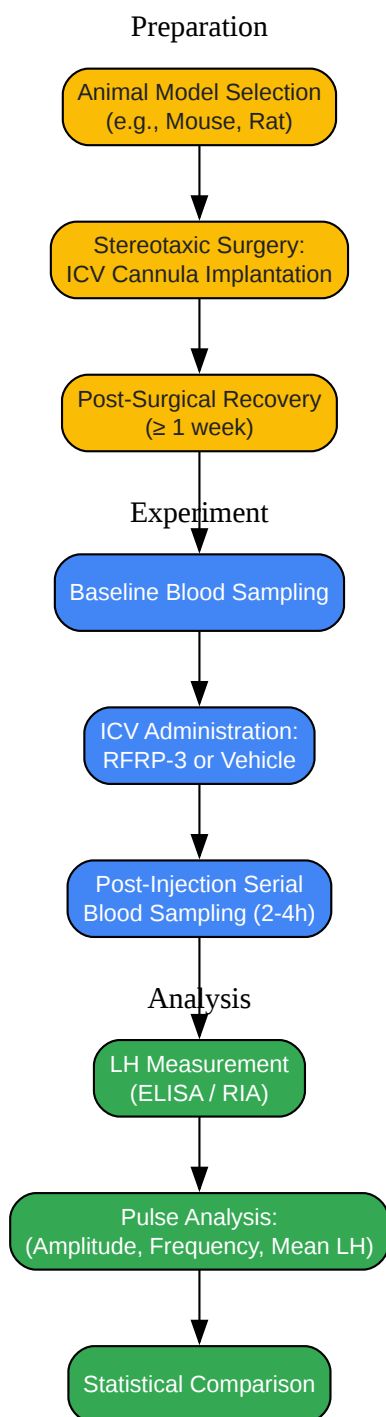 Preparation
Animal Model Selection
(e.g., Mouse, Rat)
Stereotaxic Surgery:
ICV Cannula Implantation
Post-Surgical Recovery
(≥ 1 week)
Experiment
Baseline Blood Sampling
ICV Administration:
RFRP-3 or Vehicle
Post-Injection Serial
Blood Sampling (2-4h)
Analysis
LH Measurement
(ELISA / RIA)
Pulse Analysis:
(Amplitude, Frequency, Mean LH)
Statistical Comparison